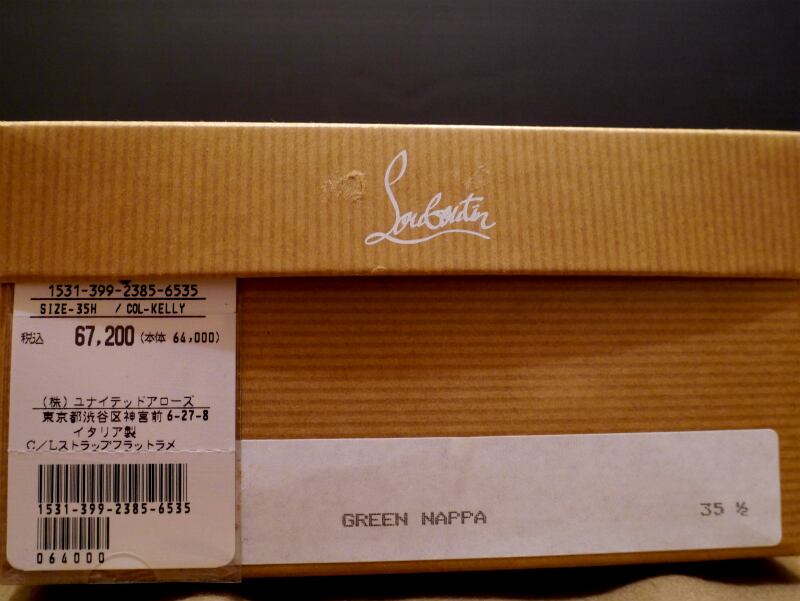 Louboutin
1531-399-2385-6535
SIZE-35H / COL-KELLY
税込 67,200 (本体 64,000)
(株) ユナイテッドアローズ
東京都渋谷区神宮前 6-27-8
イタリア製
C/Lストラップフラットラメ
1531-399-2385-6535
064000
GREEN NAPPA 35 ½